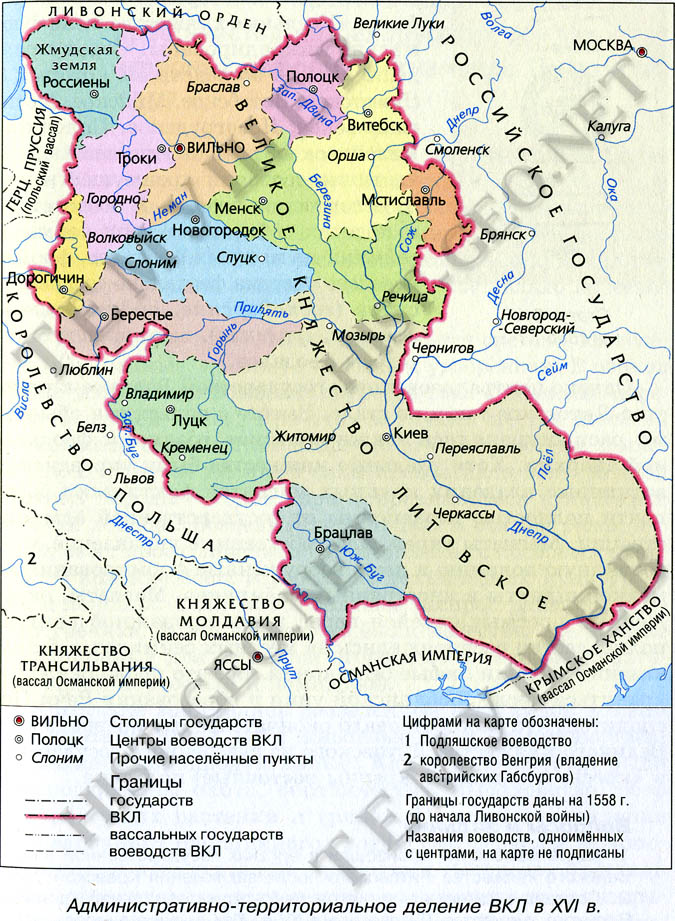 ЛИВОНСКИЙ ОРДЕН
Великие Луки
Волга
МОСКВА
Жмудская
земля
Россиены
Браслав
Полоцк
Зап. Двина
Витебск
Днепр
Калуга
Ока
ГЕРЦ. ПРУССИЯ
(польский вассал)
Троки
ВИЛЬНО
Орша
Смоленск
РОССИЙСКОЕ ГОСУДАРСТВО
Городно
Неман
Менск
Березина
Мстиславль
Новогородок
Волковыйск
Слоним
Слуцк
Сож
Брянск
Десна
1
Дорогичин
Берестье
Припять
Речица
Новгород-
Северский
Горынь
Мозырь
Чернигов
Сейм
Люблин
Висла
КОРОЛЕВСТВО ПОЛЬША
Владимир
Луцк
Зап. Буг
Белз
Кременец
Житомир
Киев
Переяславль
Псёл
Львов
ВЕЛИКОЕ КНЯЖЕСТВО ЛИТОВСКОЕ
Черкассы
Днепр
Днестр
Брацлав
Юж. Буг
2
КНЯЖЕСТВО
МОЛДАВИЯ
(вассал Османской империи)
КНЯЖЕСТВО
ТРАНСИЛЬВАНИЯ
(вассал Османской империи)
ЯССЫ
Прут
ОСМАНСКАЯ ИМПЕРИЯ
КРЫМСКОЕ ХАНСТВО
(вассал Османской империи)
ВИЛЬНО Столицы государств
Полоцк Центры воеводств ВКЛ
Слоним Прочие населённые пункты
Границы
государств
ВКЛ
вассальных государств
воеводств ВКЛ
Цифрами на карте обозначены:
1 Подляшское воеводство
2 королевство Венгрия (владение
австрийских Габсбургов)
Границы государств даны на 1558 г.
(до начала Ливонской войны)
Названия воеводств, одноимённых
с центрами, на карте не подписаны
Административно-территориальное деление ВКЛ в XVI в.